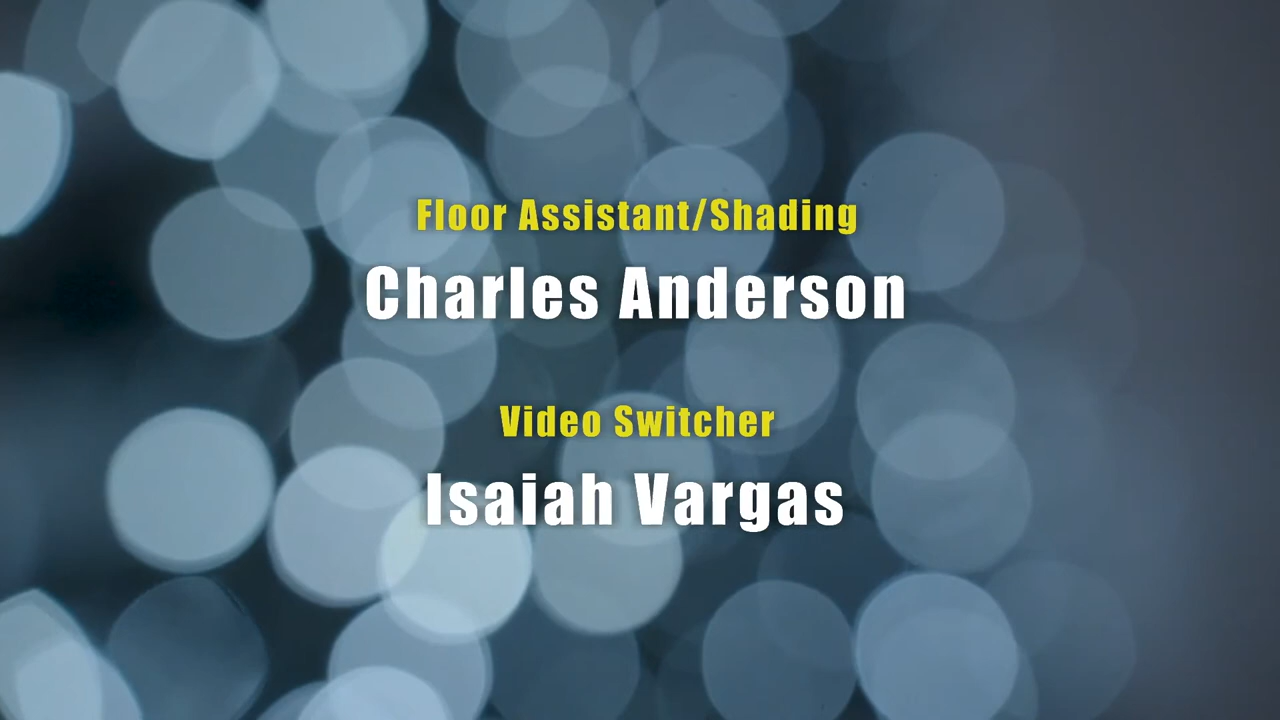 Floor Assistant/Shading
Charles Anderson
Video Switcher
Isaiah Vargas